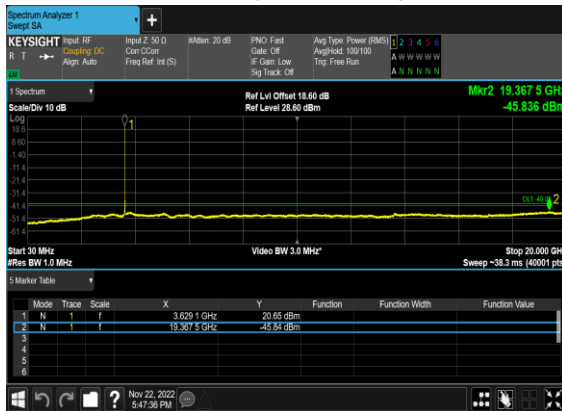 Spectrum Analyzer 1
Swept SA
KEYSIGHT Input: RF Input Z: 50 Ω #Atten: 20 dB PNO: Fast Avg Type: Power (RMS) 1 2 3 4 5 6
R T Coupling: DC Corr CCorr Gate: Off Avg|Hold: 100/100 A W W W W W
Align: Auto Freq Ref: Int (S) IF Gain: Low Trig: Free Run
LXI Sig Track: Off A N N N N N
1 Spectrum Ref Lvl Offset 18.60 dB Mkr2 19.367 5 GHz
Scale/Div 10 dB Ref Level 28.60 dBm -45.836 dBm
Log
18.6 1
8.60
-1.40
-11.4
-21.4
-31.4
-41.4 2
-51.4
-61.4
Start 30 MHz Video BW 3.0 MHz* Stop 20.000 GHz
#Res BW 1.0 MHz Sweep ~38.3 ms (40001 pts)
5 Marker Table
Mode Trace Scale X Y Function Function Width Function Value
1 N 1 f 3.629 1 GHz 20.65 dBm
2 N 1 f 19.367 5 GHz -45.84 dBm
3
4
5
6
? Nov 22, 2022
5:47:36 PM